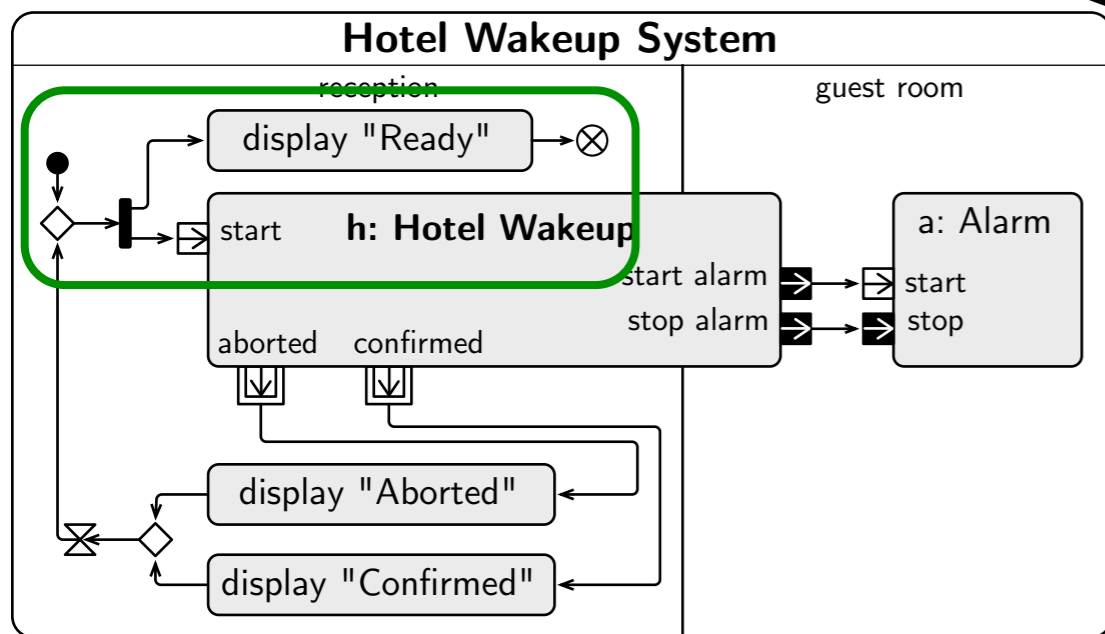 Hotel Wakeup System
reception
guest room
display "Ready"
start
h: Hotel Wakeup
a: Alarm
start alarm
start
stop alarm
stop
aborted
confirmed
display "Aborted"
display "Confirmed"